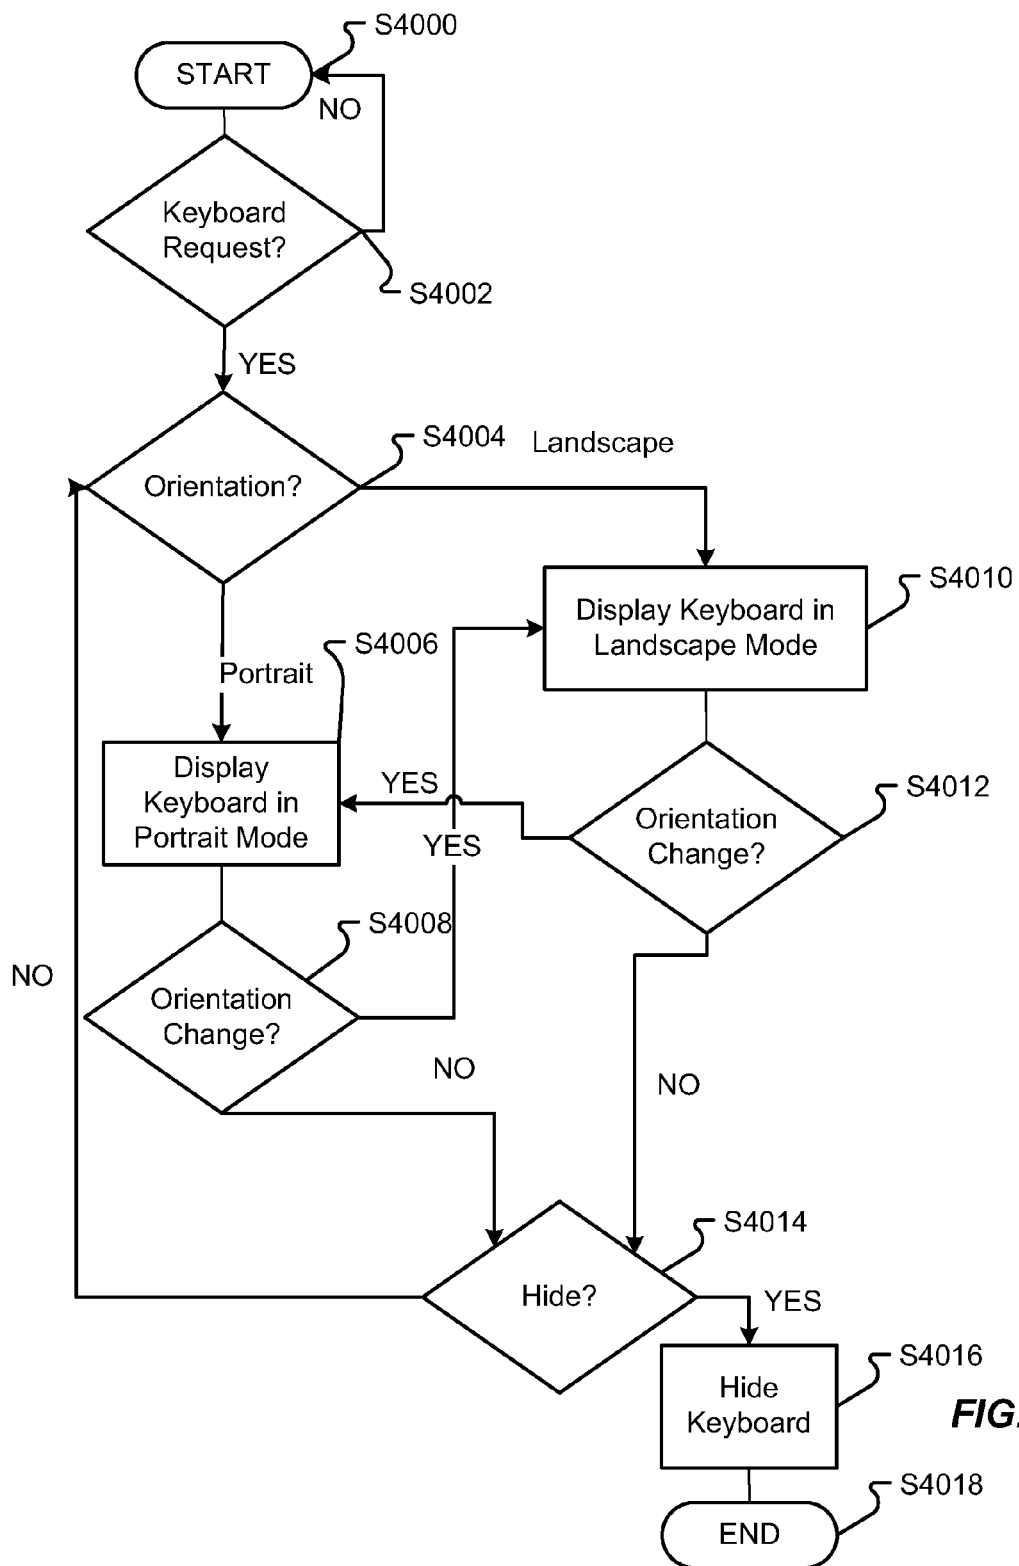 S4000
START
NO
Keyboard
Request?
S4002
YES
S4004
Landscape
Orientation?
S4010
Display Keyboard in
Landscape Mode
S4006
Portrait
Display
Keyboard in
Portrait Mode
YES
S4012
Orientation
Change?
YES
S4008
NO
Orientation
Change?
NO
NO
S4014
Hide?
YES
S4016
Hide
Keyboard
FIG.
S4018
END